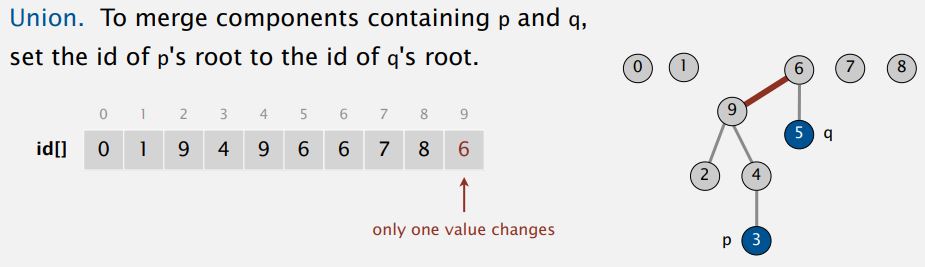 Union. To merge components containing p and q,
set the id of p's root to the id of q's root.
0 1 2 3 4 5 6 7 8 9
id[] 0 1 9 4 9 6 6 7 8 6
only one value changes
0 1 6 7 8
9
5 q
2 4
p 3